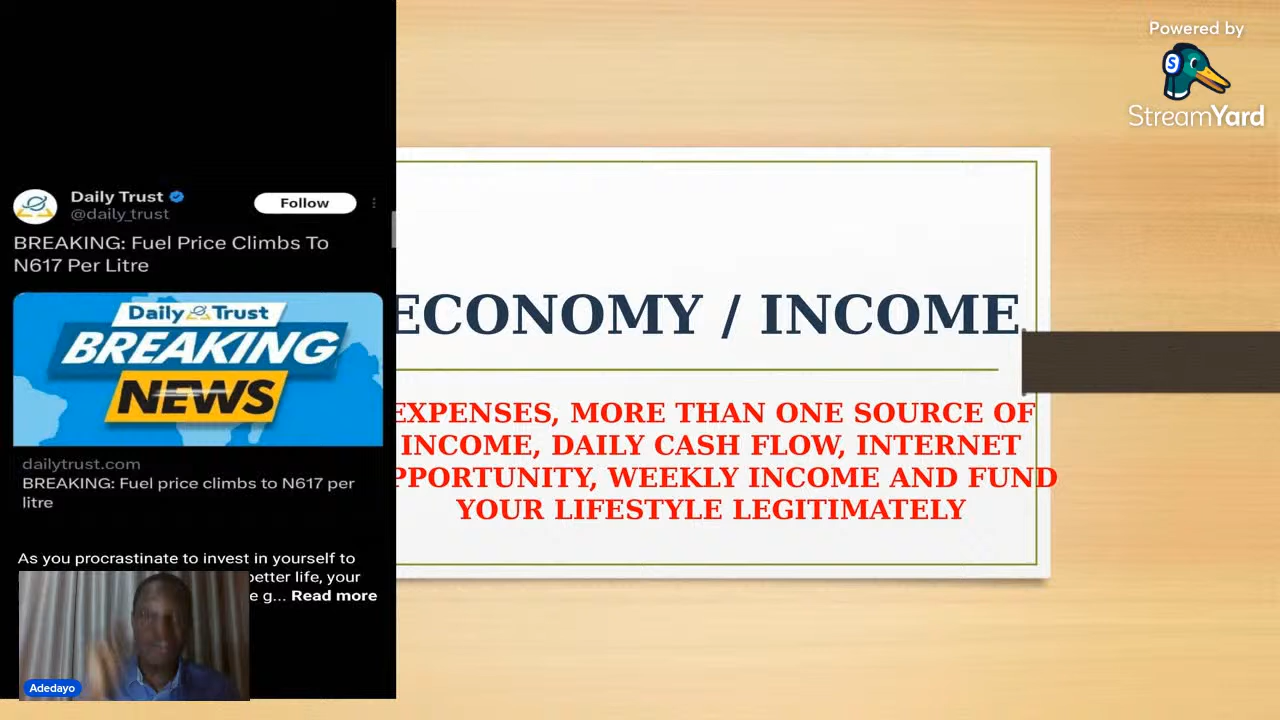 Powered by
StreamYard
Daily Trust
@daily_trust
Follow
BREAKING: Fuel Price Climbs To
N617 Per Litre
Daily Trust
BREAKING
NEWS
dailytrust.com
BREAKING: Fuel price climbs to N617 per
litre
As you procrastinate to invest in yourself to
better life, your
e g... Read more
Adedayo
ECONOMY / INCOME
EXPENSES, MORE THAN ONE SOURCE OF
INCOME, DAILY CASH FLOW, INTERNET
PPORTUNITY, WEEKLY INCOME AND FUND
YOUR LIFESTYLE LEGITIMATELY